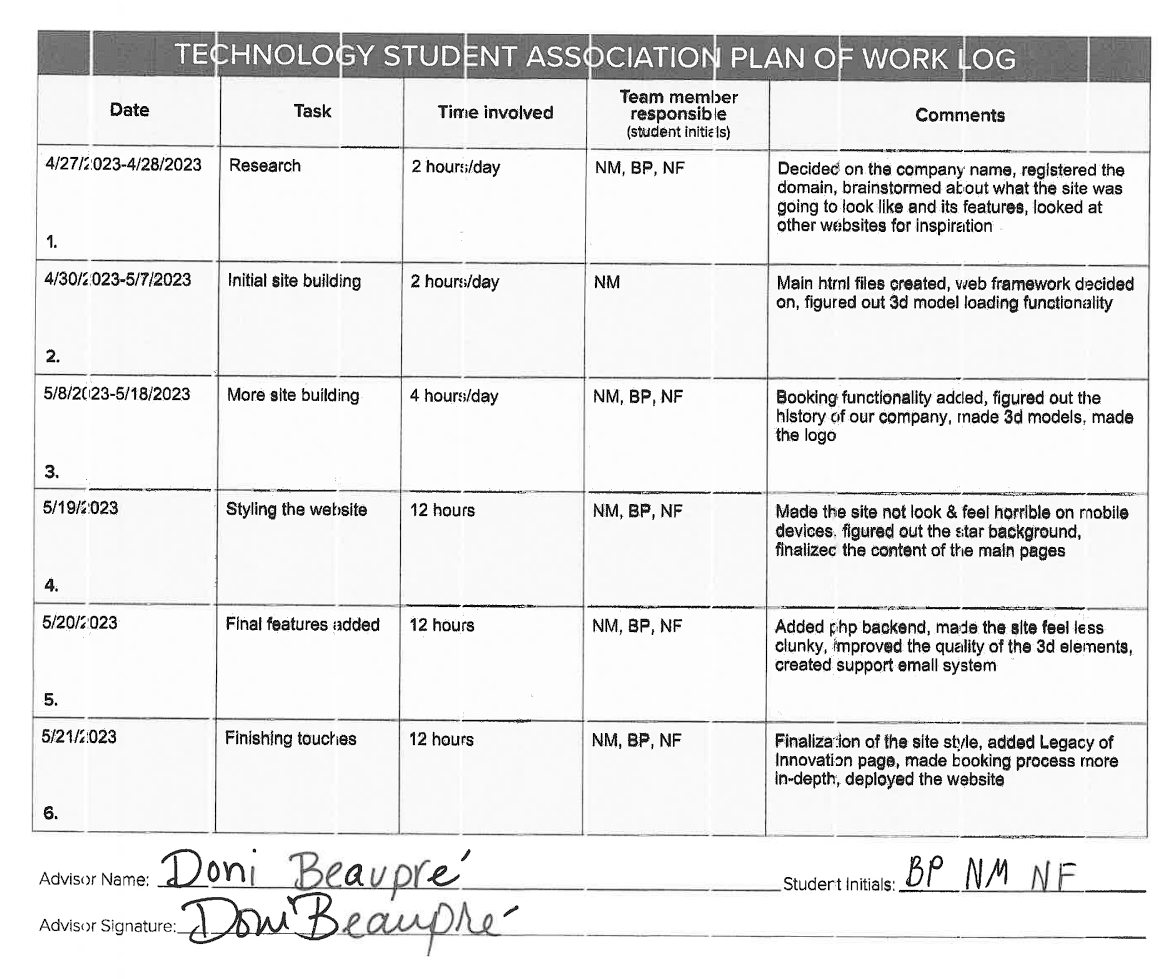 TECHNOLOGY STUDENT ASSOCIATION PLAN OF WORK LOG
Date Task Time involved Team member responsible (student initials) Comments
4/27/2023-4/28/2023 Research 2 hours/day NM, BP, NF Decided on the company name, registered the
domain, brainstormed about what the site was
going to look like and its features, looked at
other websites for inspiration
1.
4/30/2023-5/7/2023 Initial site building 2 hours/day NM Main html files created, web framework decided
on, figured out 3d model loading functionality
2.
5/8/2023-5/18/2023 More site building 4 hours/day NM, BP, NF Booking functionality added, figured out the
history of our company, made 3d models, made
the logo
3.
5/19/2023 Styling the website 12 hours NM, BP, NF Made the site not look & feel horrible on mobile
devices, figured out the star background,
finalized the content of the main pages
4.
5/20/2023 Final features added 12 hours NM, BP, NF Added php backend, made the site feel less
clunky, improved the quality of the 3d elements,
created support email system
5.
5/21/2023 Finishing touches 12 hours NM, BP, NF Finalization of the site style, added Legacy of
Innovation page, made booking process more
in-depth, deployed the website
6.
Advisor Name: Doni Beaupré Student Initials: BP NM NF
Advisor Signature: Doni Beaupré